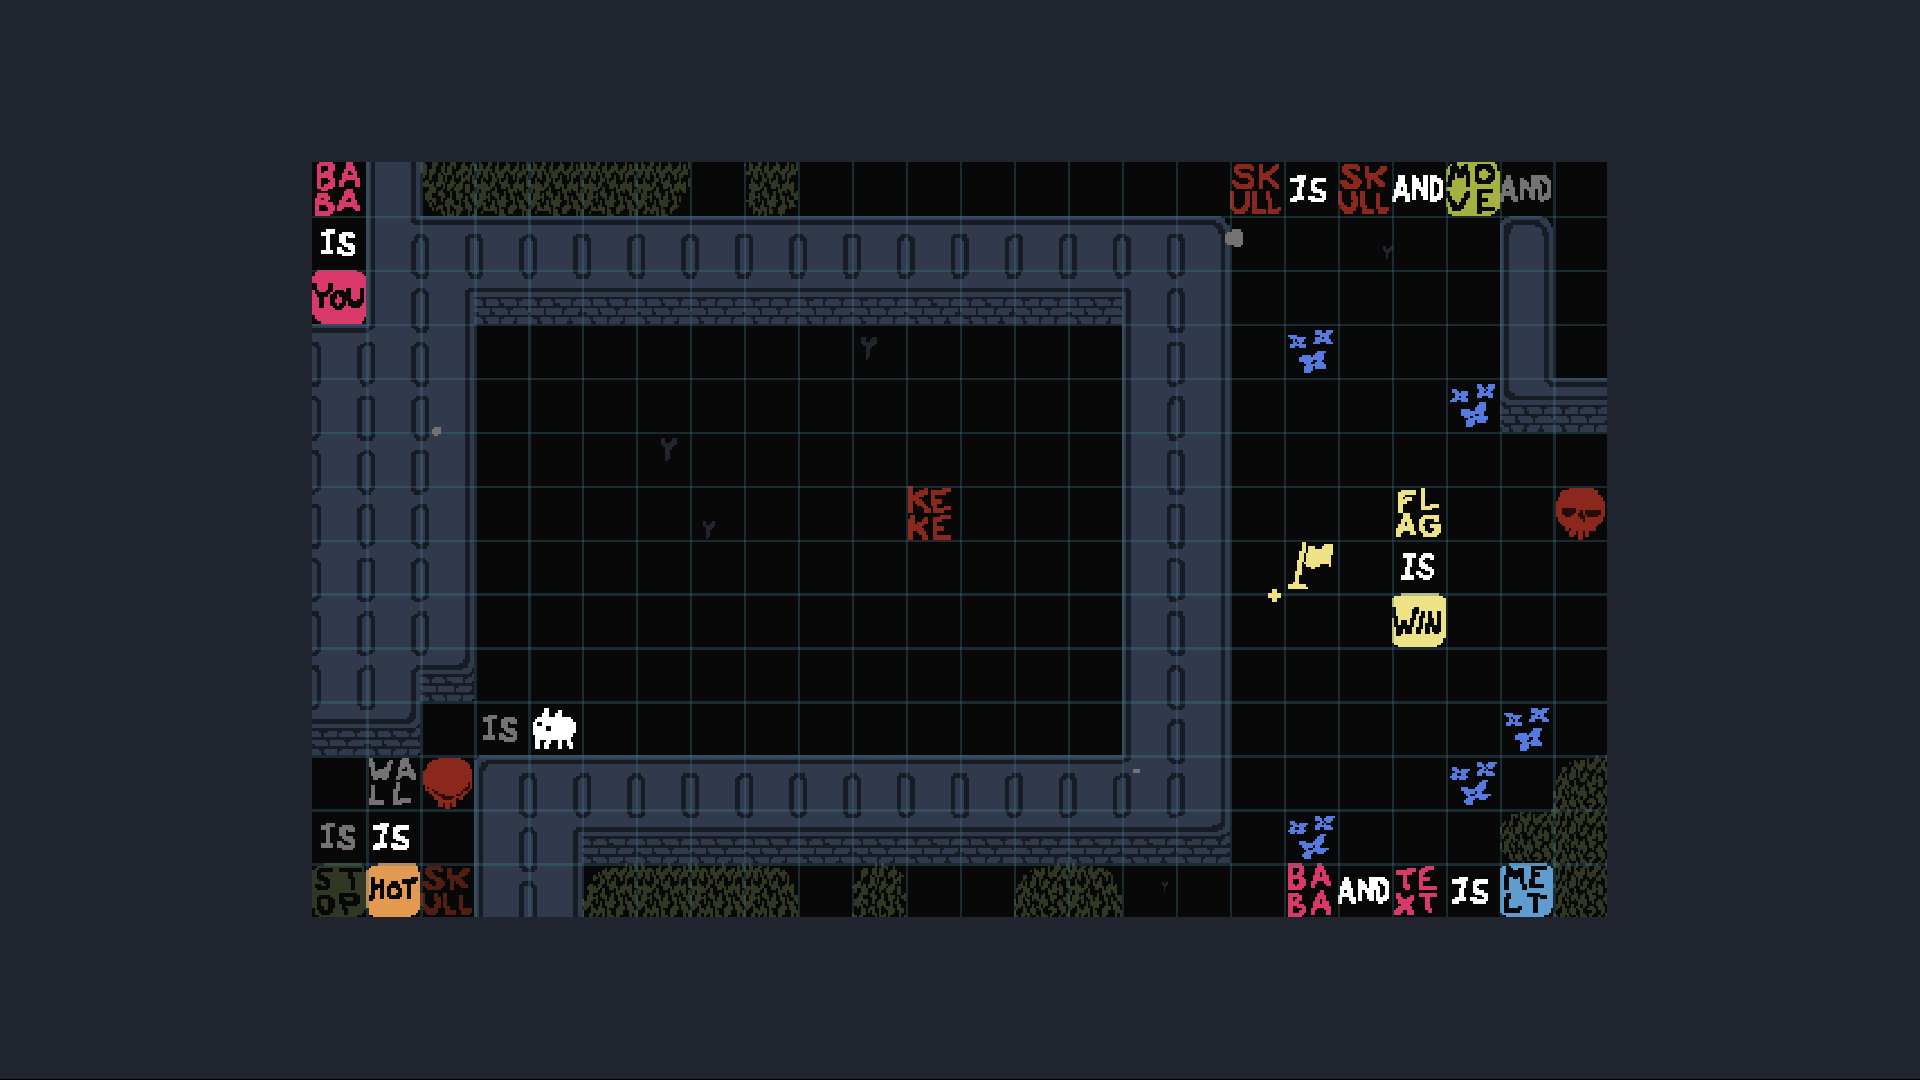 BABA SKULL IS SKULL AND MOVE AND
IS
YOU
KEKE FLAG
IS
WIN
IS
WALL
IS IS
STOP HOT SKULL BABA AND TEXT IS MELT